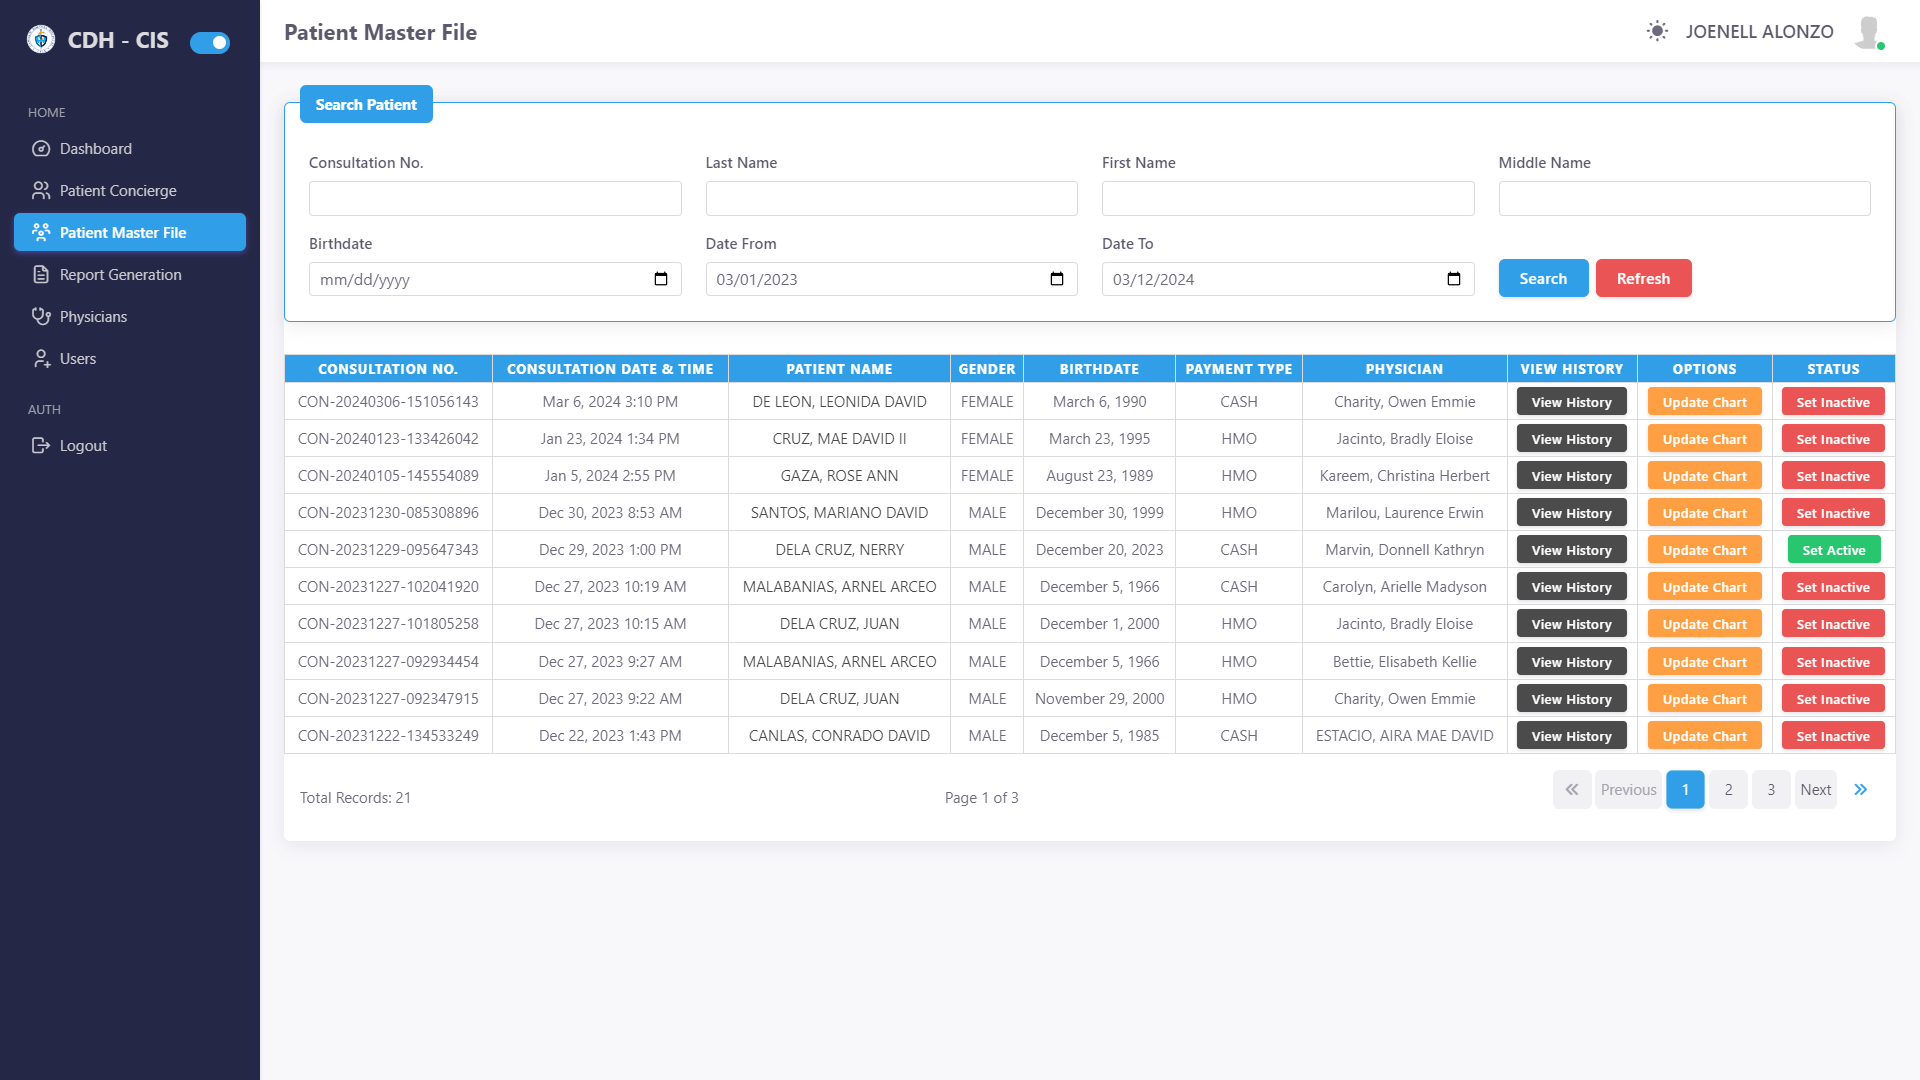 CDH - CIS
HOME
Dashboard
Patient Concierge
Patient Master File
Report Generation
Physicians
Users
AUTH
Logout
Patient Master File
JOENELL ALONZO
Search Patient
Consultation No. Last Name First Name Middle Name
Birthdate Date From Date To
mm/dd/yyyy 03/01/2023 03/12/2024 Search Refresh
CONSULTATION NO. CONSULTATION DATE & TIME PATIENT NAME GENDER BIRTHDATE PAYMENT TYPE PHYSICIAN VIEW HISTORY OPTIONS STATUS
CON-20240306-151056143 Mar 6, 2024 3:10 PM DE LEON, LEONIDA DAVID FEMALE March 6, 1990 CASH Charity, Owen Emmie View History Update Chart Set Inactive
CON-20240123-133426042 Jan 23, 2024 1:34 PM CRUZ, MAE DAVID II FEMALE March 23, 1995 HMO Jacinto, Bradly Eloise View History Update Chart Set Inactive
CON-20240105-145554089 Jan 5, 2024 2:55 PM GAZA, ROSE ANN FEMALE August 23, 1989 HMO Kareem, Christina Herbert View History Update Chart Set Inactive
CON-20231230-085308896 Dec 30, 2023 8:53 AM SANTOS, MARIANO DAVID MALE December 30, 1999 HMO Marilou, Laurence Erwin View History Update Chart Set Inactive
CON-20231229-095647343 Dec 29, 2023 1:00 PM DELA CRUZ, NERRY MALE December 20, 2023 CASH Marvin, Donnell Kathryn View History Update Chart Set Active
CON-20231227-102041920 Dec 27, 2023 10:19 AM MALABANIAS, ARNEL ARCEO MALE December 5, 1966 CASH Carolyn, Arielle Madyson View History Update Chart Set Inactive
CON-20231227-101805258 Dec 27, 2023 10:15 AM DELA CRUZ, JUAN MALE December 1, 2000 HMO Jacinto, Bradly Eloise View History Update Chart Set Inactive
CON-20231227-092934454 Dec 27, 2023 9:27 AM MALABANIAS, ARNEL ARCEO MALE December 5, 1966 HMO Bettie, Elisabeth Kellie View History Update Chart Set Inactive
CON-20231227-092347915 Dec 27, 2023 9:22 AM DELA CRUZ, JUAN MALE November 29, 2000 HMO Charity, Owen Emmie View History Update Chart Set Inactive
CON-20231222-134533249 Dec 22, 2023 1:43 PM CANLAS, CONRADO DAVID MALE December 5, 1985 CASH ESTACIO, AIRA MAE DAVID View History Update Chart Set Inactive
Total Records: 21 Page 1 of 3 « Previous 1 2 3 Next »